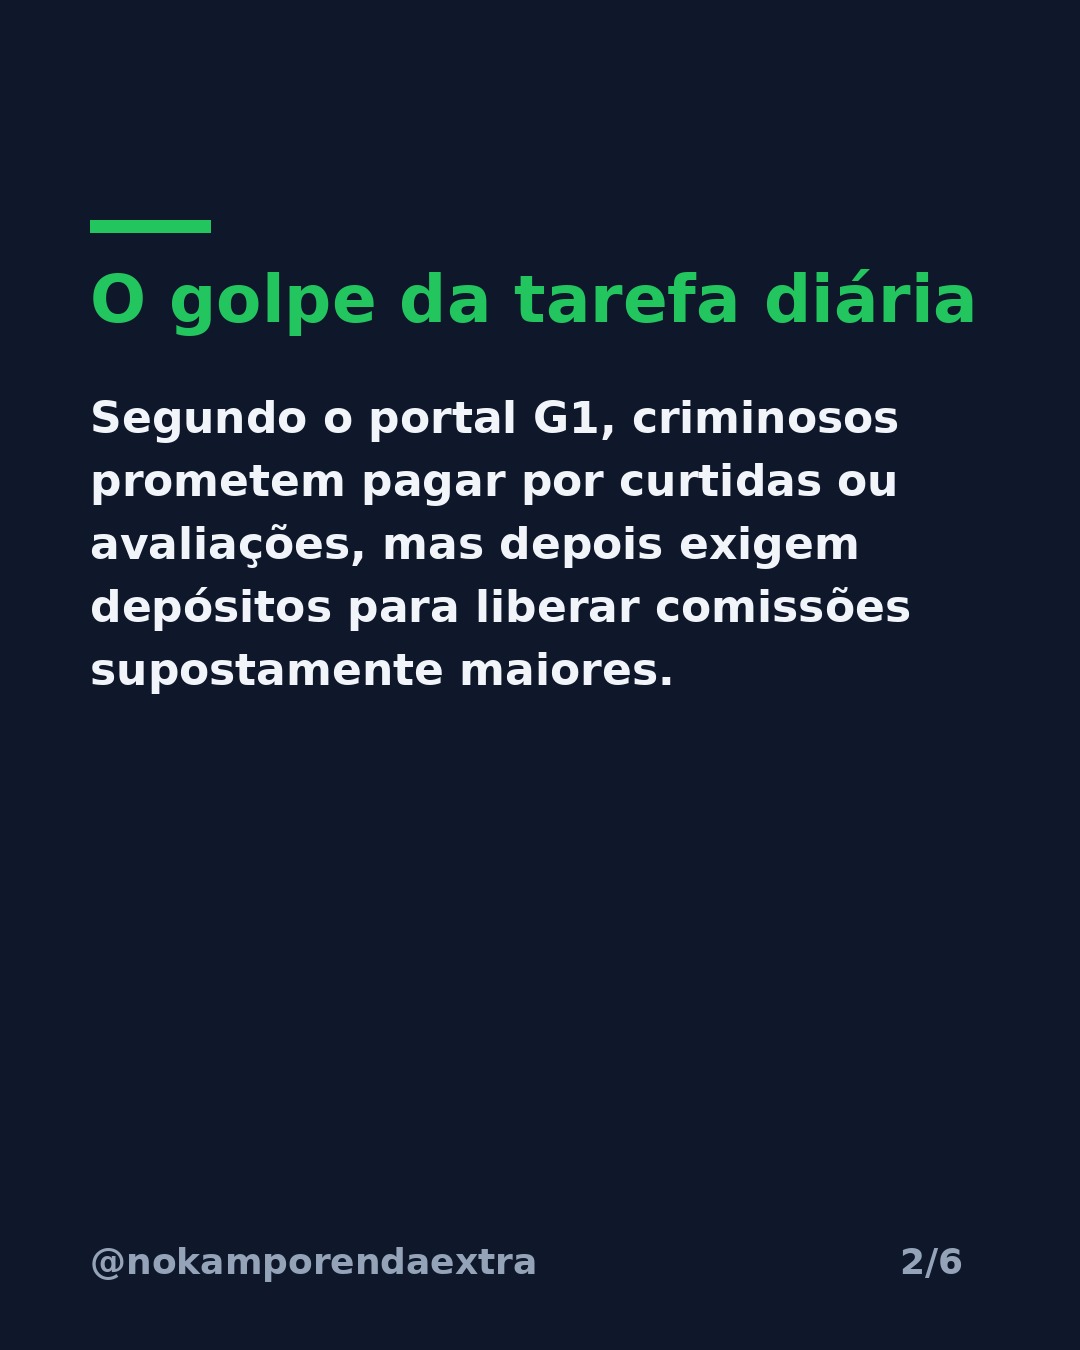 O golpe da tarefa diária
Segundo o portal G1, criminosos
prometem pagar por curtidas ou
avaliações, mas depois exigem
depósitos para liberar comissões
supostamente maiores.
@nokamporendaextra
2/6